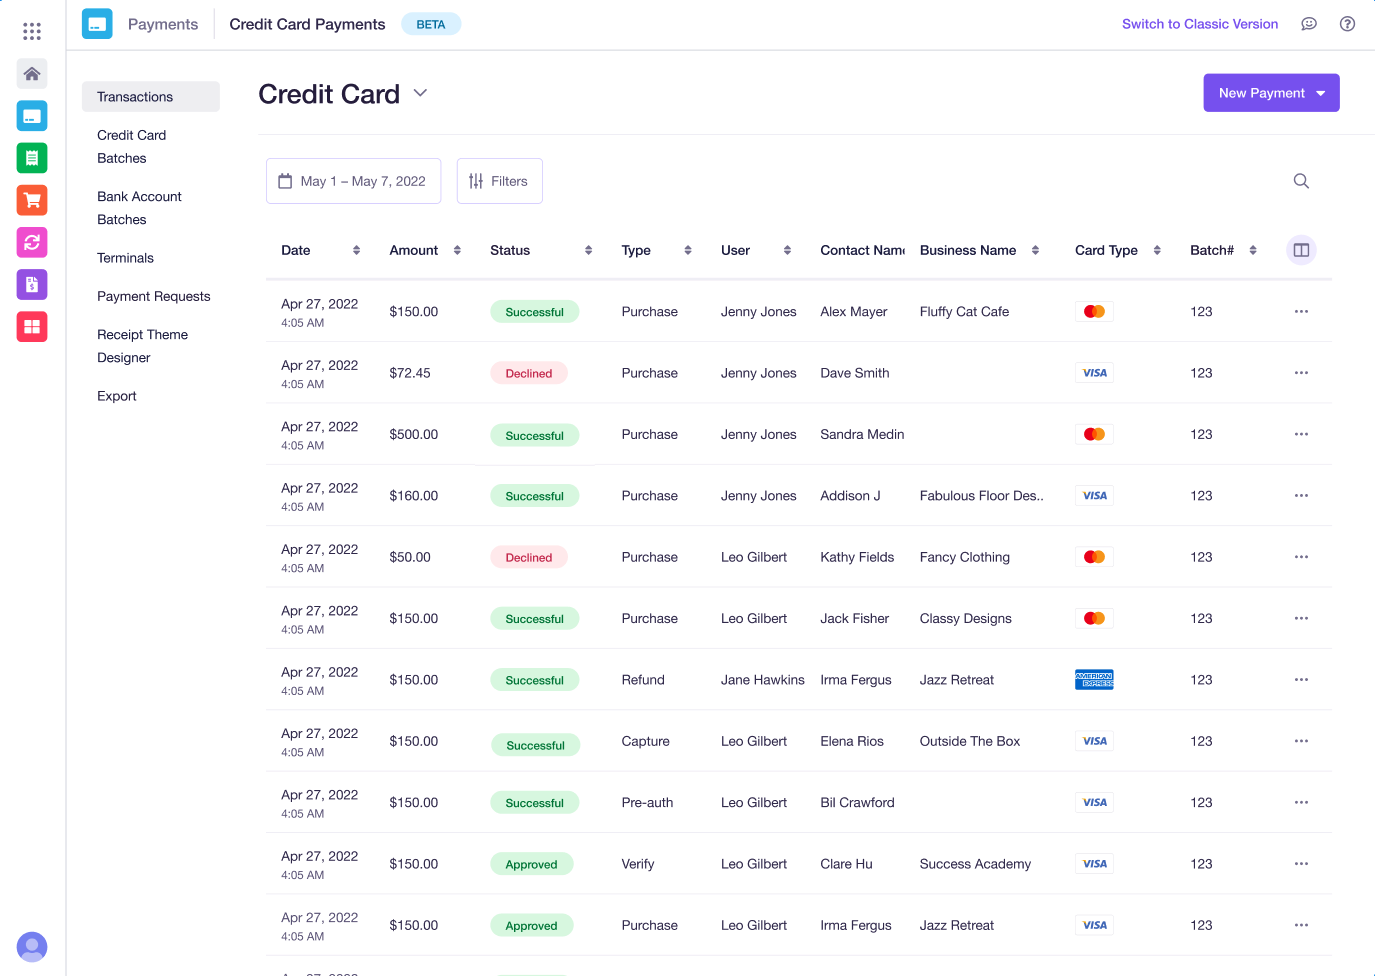 Payments
Credit Card Payments
BETA
Switch to Classic Version
Transactions
Credit Card
Batches
Bank Account
Batches
Terminals
Payment Requests
Receipt Theme
Designer
Export
Credit Card
New Payment
May 1 – May 7, 2022
Filters
Date Amount Status Type User Contact Name Business Name Card Type Batch#
Apr 27, 2022
4:05 AM
$150.00 Successful Purchase Jenny Jones Alex Mayer Fluffy Cat Cafe 123
Apr 27, 2022
4:05 AM
$72.45 Declined Purchase Jenny Jones Dave Smith VISA 123
Apr 27, 2022
4:05 AM
$500.00 Successful Purchase Jenny Jones Sandra Medin 123
Apr 27, 2022
4:05 AM
$160.00 Successful Purchase Jenny Jones Addison J Fabulous Floor Des.. VISA 123
Apr 27, 2022
4:05 AM
$50.00 Declined Purchase Leo Gilbert Kathy Fields Fancy Clothing 123
Apr 27, 2022
4:05 AM
$150.00 Successful Purchase Leo Gilbert Jack Fisher Classy Designs 123
Apr 27, 2022
4:05 AM
$150.00 Successful Refund Jane Hawkins Irma Fergus Jazz Retreat AMERICAN EXPRESS 123
Apr 27, 2022
4:05 AM
$150.00 Successful Capture Leo Gilbert Elena Rios Outside The Box VISA 123
Apr 27, 2022
4:05 AM
$150.00 Successful Pre-auth Leo Gilbert Bil Crawford VISA 123
Apr 27, 2022
4:05 AM
$150.00 Approved Verify Leo Gilbert Clare Hu Success Academy VISA 123
Apr 27, 2022
4:05 AM
$150.00 Approved Purchase Leo Gilbert Irma Fergus Jazz Retreat VISA 123